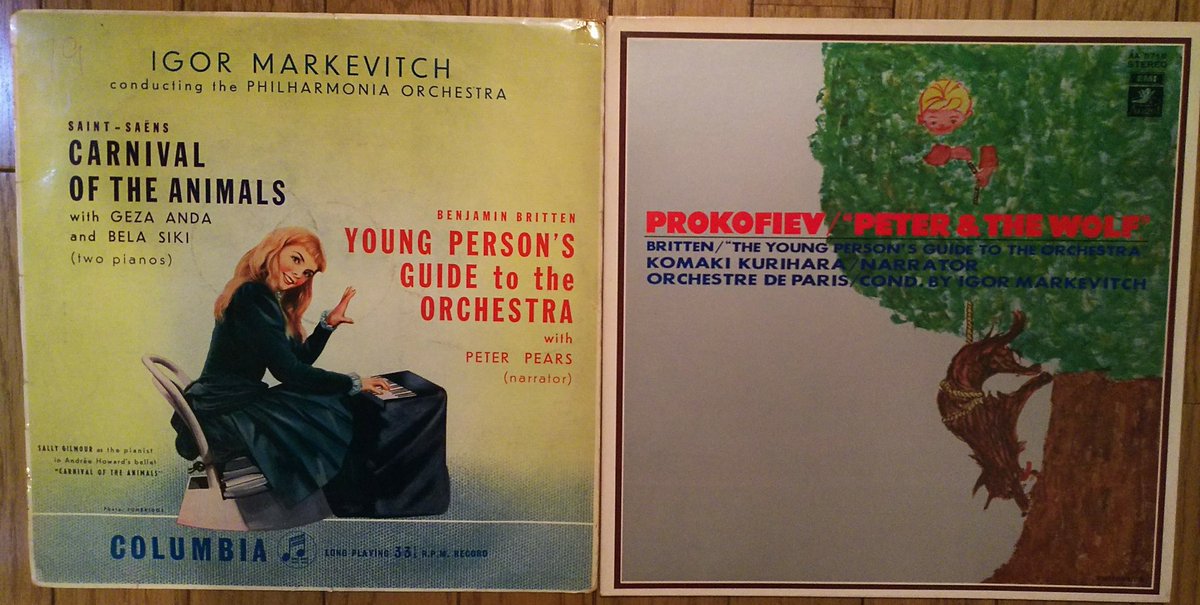 IGOR MARKEVITCH
conducting the PHILHARMONIA ORCHESTRA
SAINT-SAËNS
CARNIVAL
OF THE ANIMALS
with GEZA ANDA
and BELA SIKI
(two pianos)
BENJAMIN BRITTEN
YOUNG PERSON'S
GUIDE to the
ORCHESTRA
with
PETER PEARS
(narrator)
SALLY GILMOUR as the pianist
in Andrée Howard's ballet
"CARNIVAL OF THE ANIMALS"
COLUMBIA
LONG PLAYING 33⅓ R.P.M. RECORD
STEREO
EMI
PROKOFIEV/"PETER & THE WOLF"
BRITTEN/"THE YOUNG PERSON'S GUIDE TO THE ORCHESTRA
KOMAKI KURIHARA/NARRATOR
ORCHESTRE DE PARIS/COND. BY IGOR MARKEVITCH